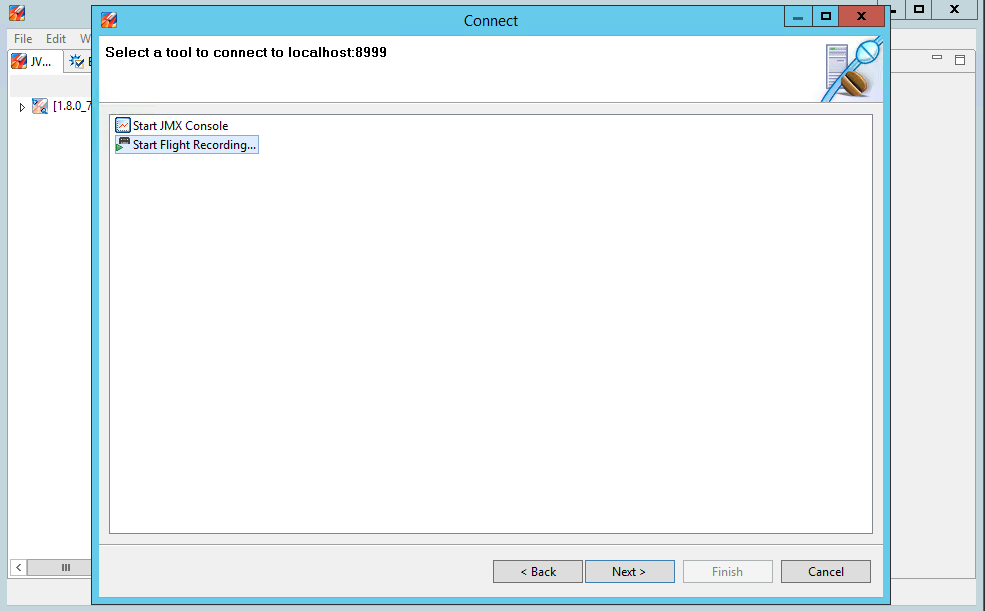 Connect
File Edit W
Select a tool to connect to localhost:8999
JV...
[1.8.0_7
Start JMX Console
Start Flight Recording...
< Back Next > Finish Cancel